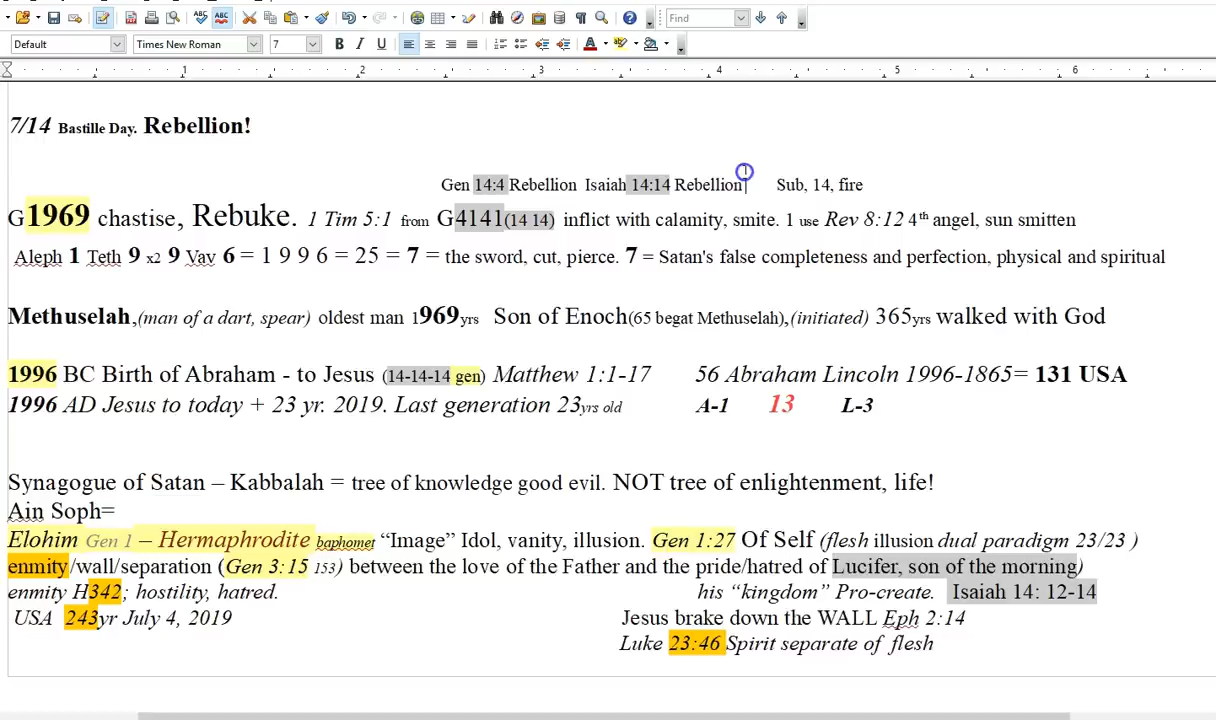 Find
Default Times New Roman 7 B I U A
1 2 3 4 5 6
7/14 Bastille Day. Rebellion!
Gen 14:4 Rebellion Isaiah 14:14 Rebellion Sub, 14, fire
G1969 chastise, Rebuke. 1 Tim 5:1 from G4141(14 14) inflict with calamity, smite. 1 use Rev 8:12 4th angel, sun smitten
Aleph 1 Teth 9 x2 9 Vav 6 = 1 9 9 6 = 25 = 7 = the sword, cut, pierce. 7 = Satan's false completeness and perfection, physical and spiritual
Methuselah,(man of a dart, spear) oldest man 1969yrs Son of Enoch(65 begat Methuselah),(initiated) 365yrs walked with God
1996 BC Birth of Abraham - to Jesus (14-14-14 gen) Matthew 1:1-17 56 Abraham Lincoln 1996-1865= 131 USA
1996 AD Jesus to today + 23 yr. 2019. Last generation 23yrs old A-1 13 L-3
Synagogue of Satan – Kabbalah = tree of knowledge good evil. NOT tree of enlightenment, life!
Ain Soph=
Elohim Gen 1 – Hermaphrodite baphomet “Image” Idol, vanity, illusion. Gen 1:27 Of Self (flesh illusion dual paradigm 23/23 )
enmity/wall/separation (Gen 3:15 153) between the love of the Father and the pride/hatred of Lucifer, son of the morning)
enmity H342; hostility, hatred. his “kingdom” Pro-create. Isaiah 14: 12-14
USA 243yr July 4, 2019 Jesus brake down the WALL Eph 2:14
Luke 23:46 Spirit separate of flesh